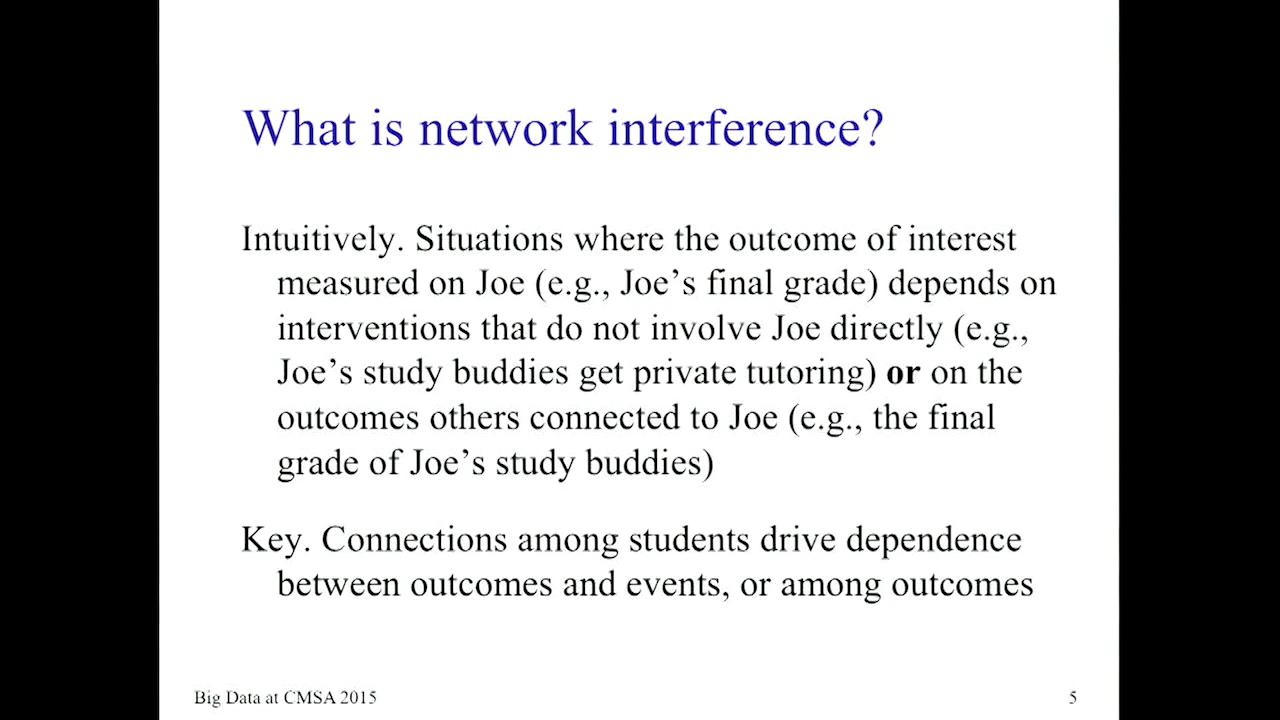 What is network interference?
Intuitively. Situations where the outcome of interest
measured on Joe (e.g., Joe's final grade) depends on
interventions that do not involve Joe directly (e.g.,
Joe's study buddies get private tutoring) or on the
outcomes others connected to Joe (e.g., the final
grade of Joe's study buddies)
Key. Connections among students drive dependence
between outcomes and events, or among outcomes
Big Data at CMSA 2015
5